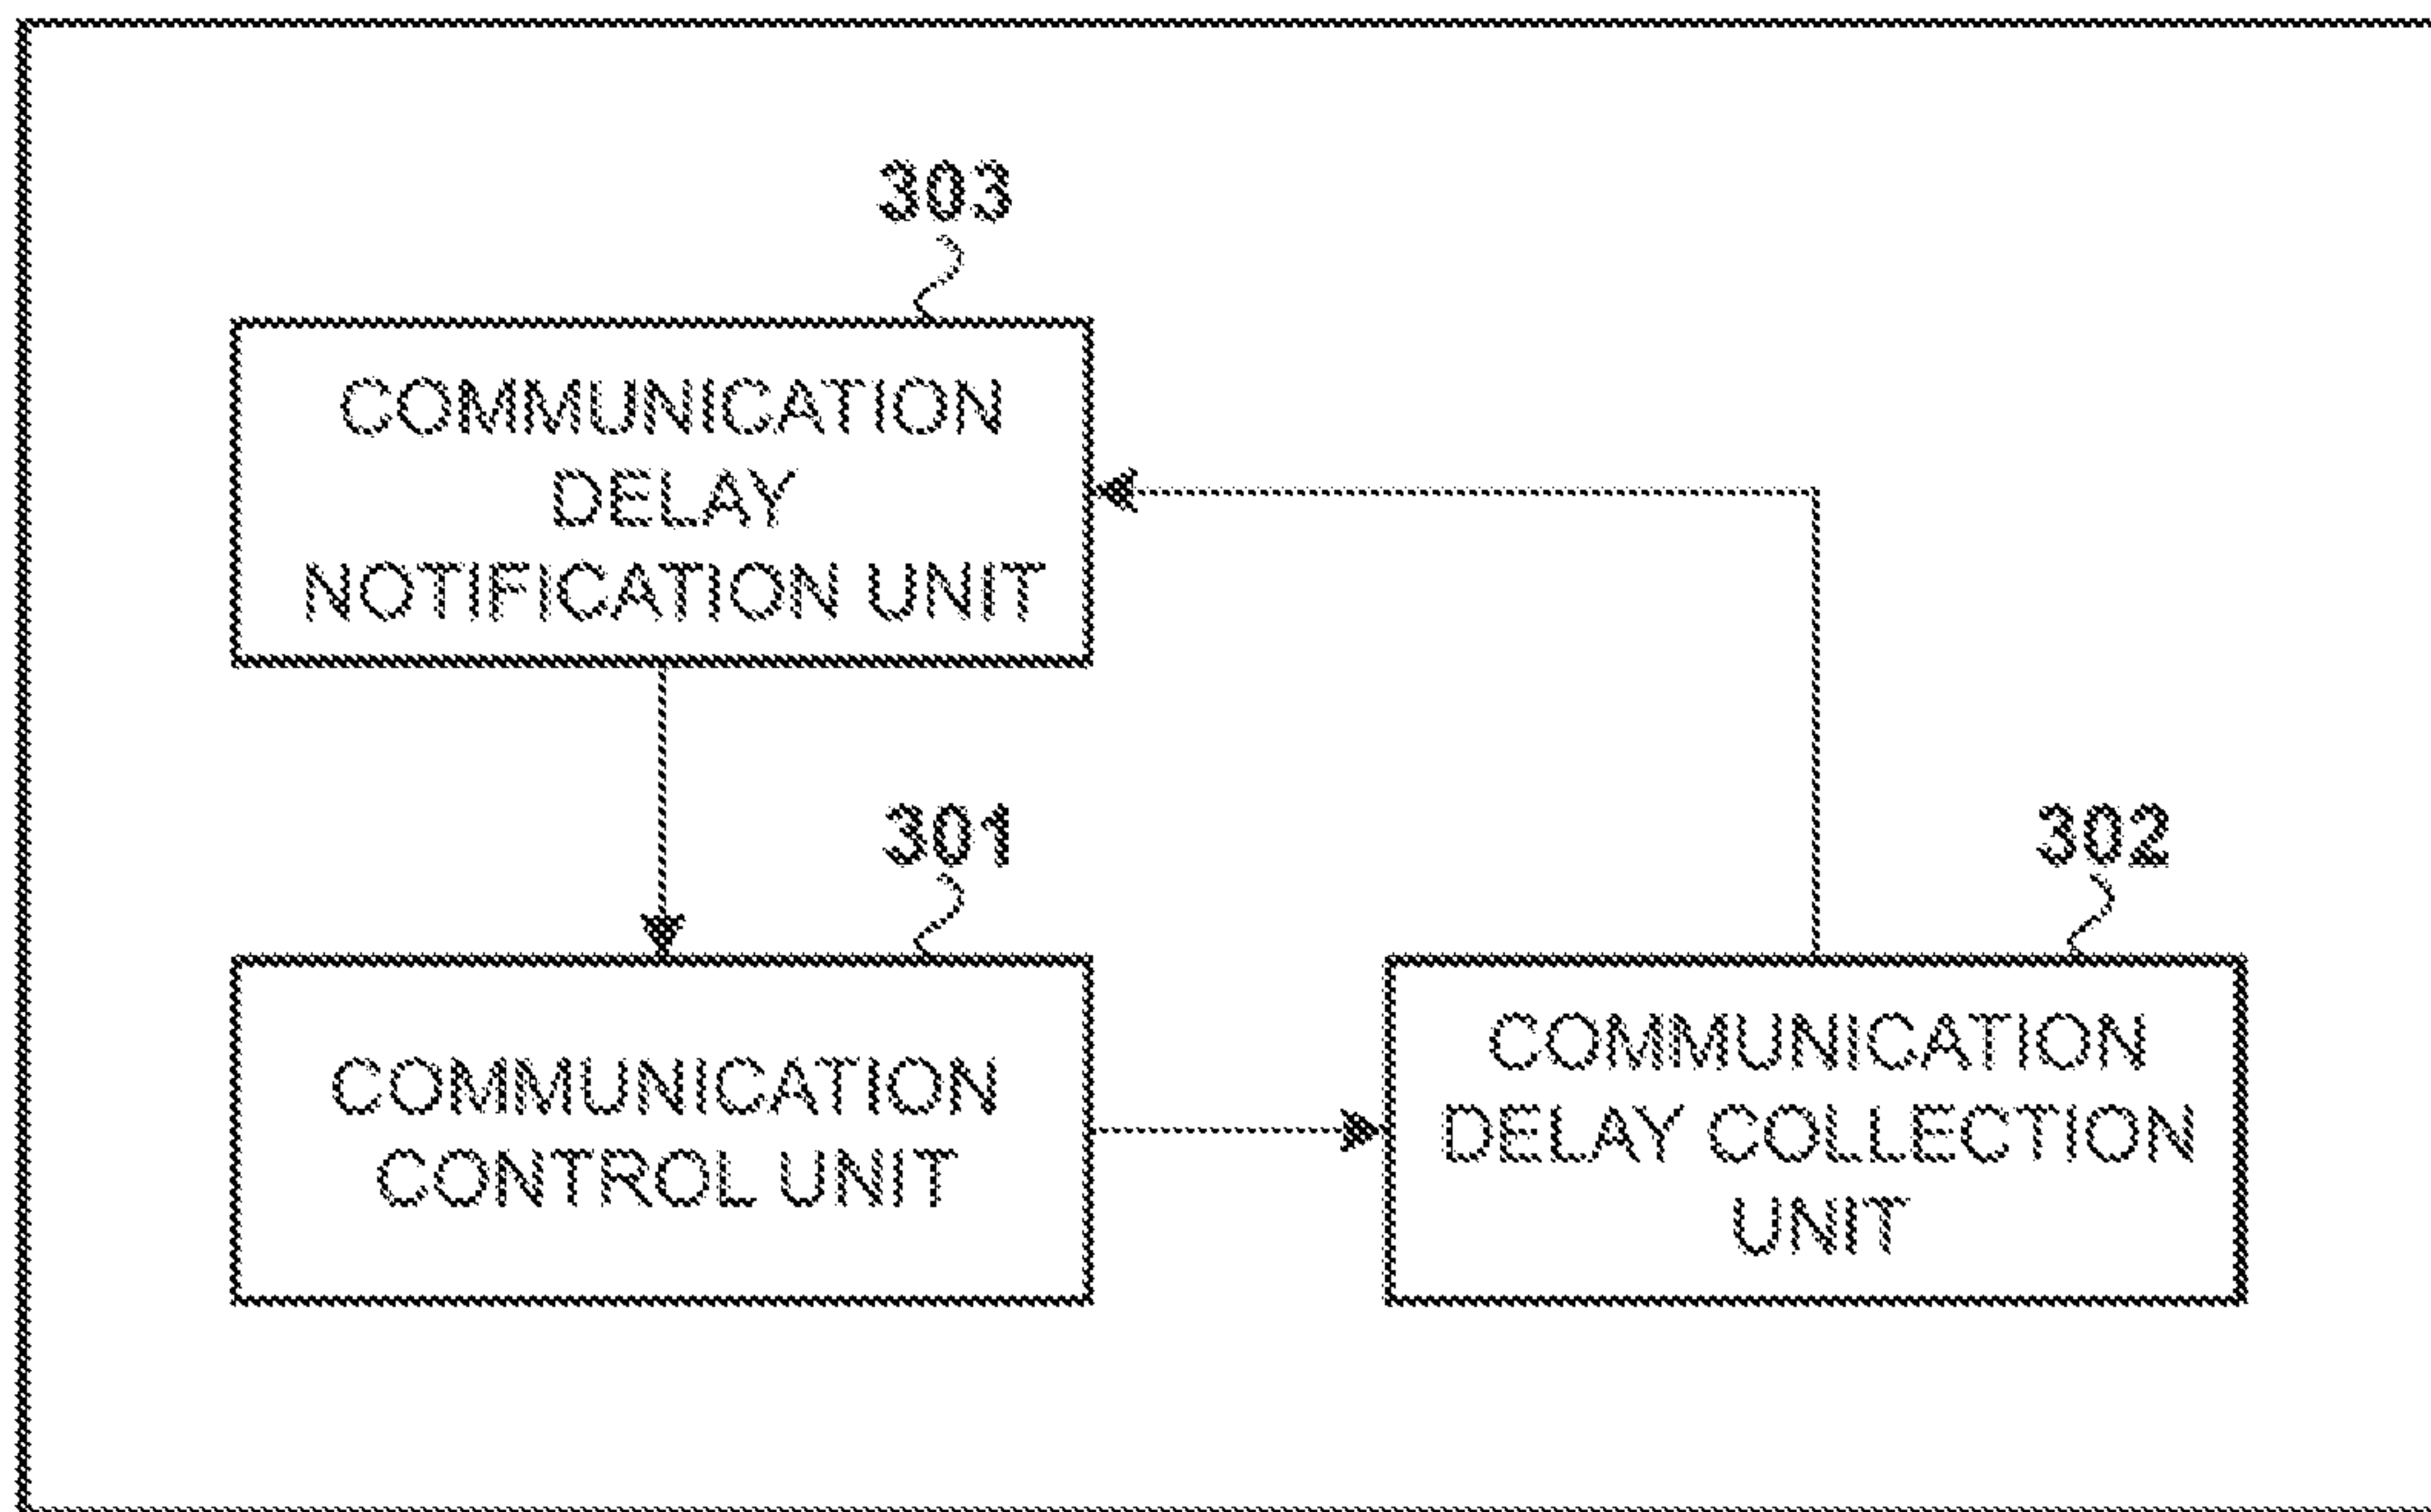 303
COMMUNICATION
DELAY
NOTIFICATION UNIT
301
COMMUNICATION
CONTROL UNIT
302
COMMUNICATION
DELAY COLLECTION
UNIT